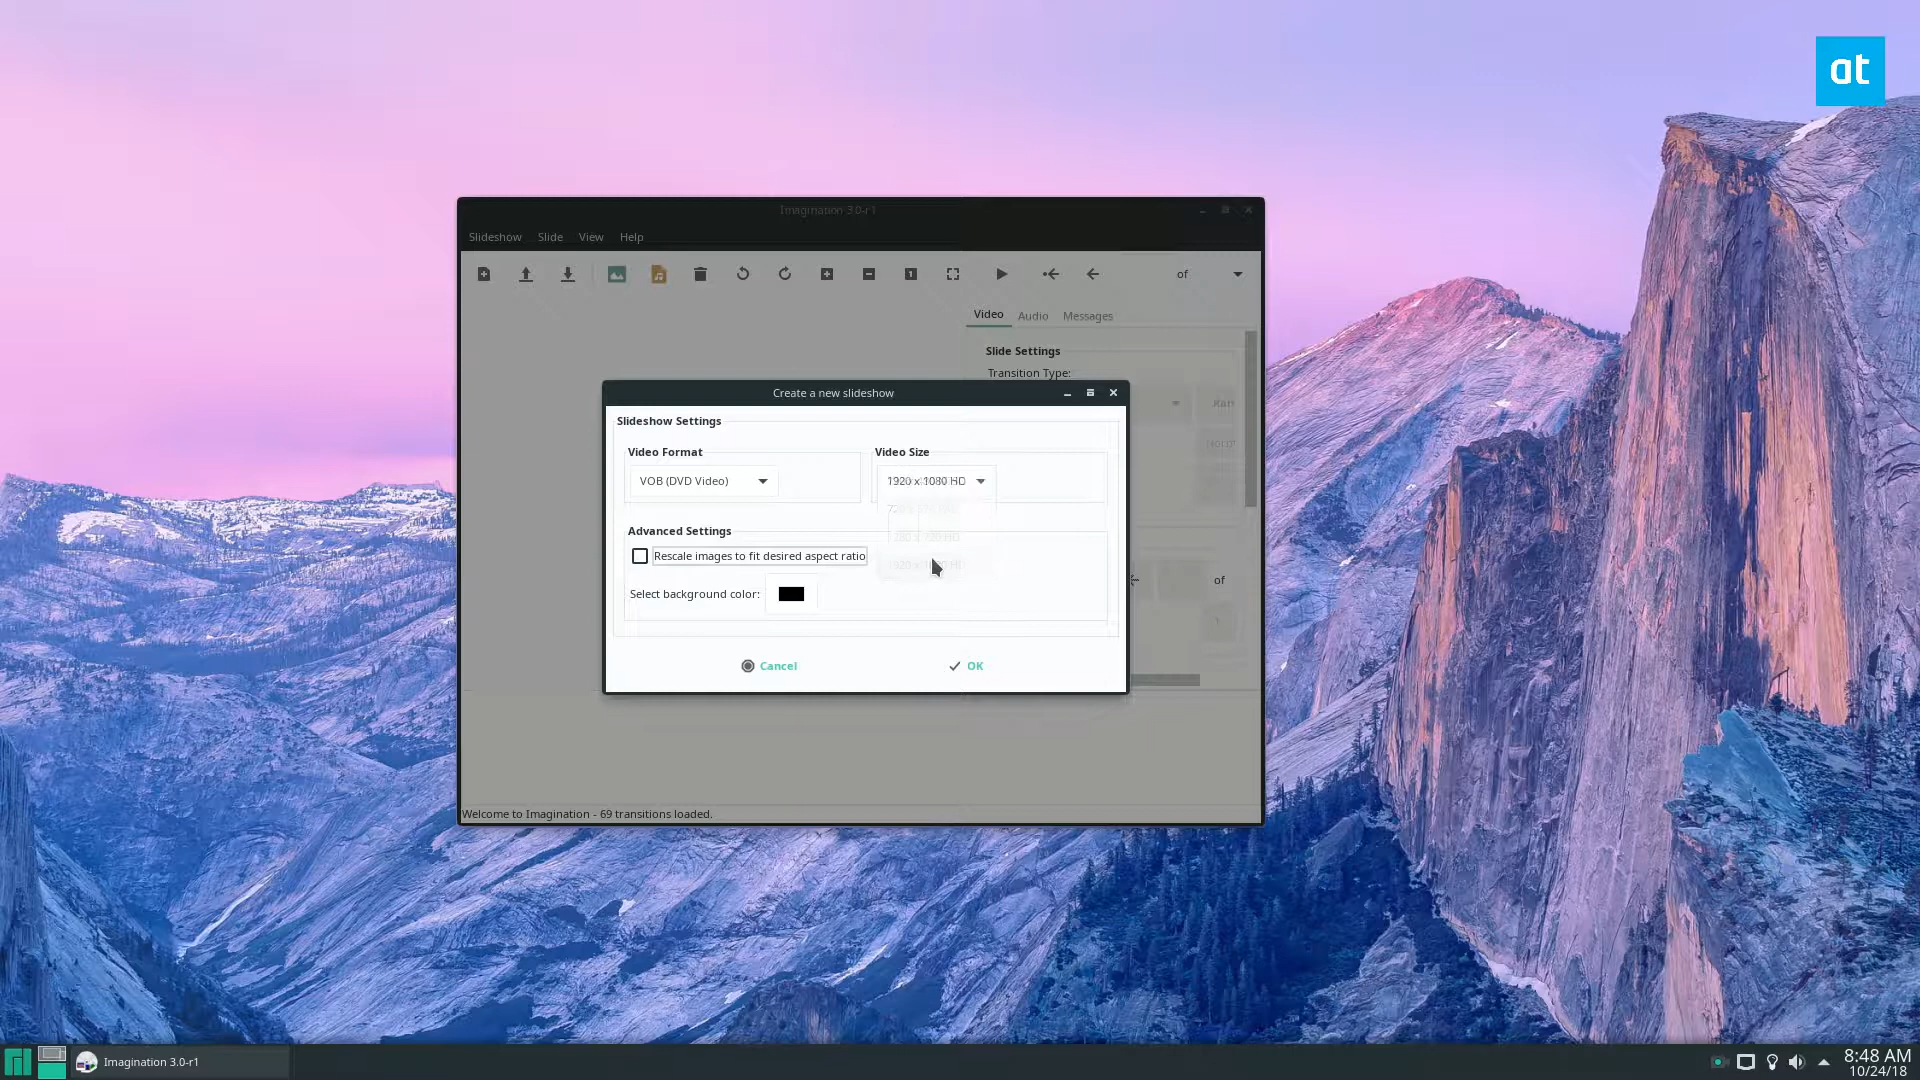 at
Imagination 3.0-r1
Slideshow Slide View Help
1
of
Video Audio Messages
Slide Settings
Transition Type:
Create a new slideshow
Slideshow Settings
Video Format Video Size
VOB (DVD Video) 1920 x 1080 HD
Advanced Settings
Rescale images to fit desired aspect ratio
Select background color:
of
Cancel OK
Welcome to Imagination - 69 transitions loaded.
Imagination 3.0-r1
8:48 AM
10/24/18